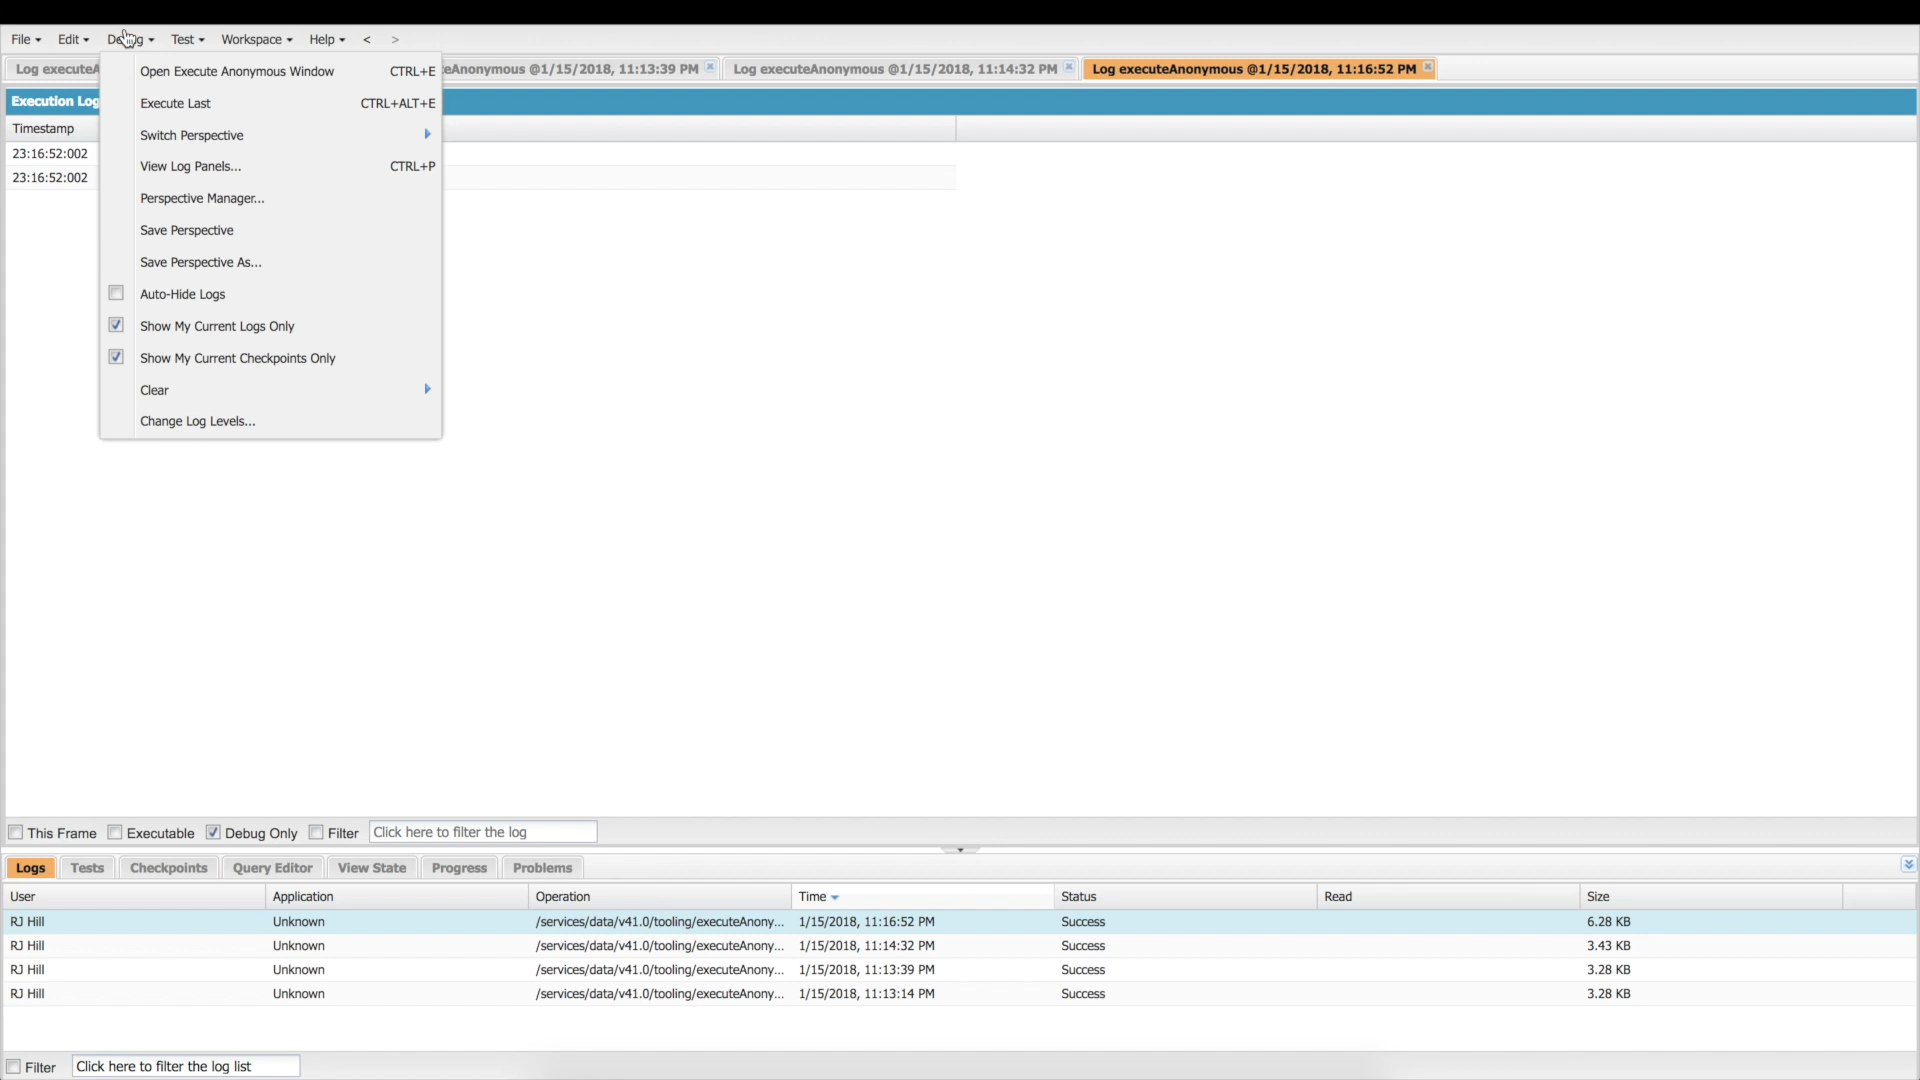 File Edit Debug Test Workspace Help < >
Log executeA eAnonymous @1/15/2018, 11:13:39 PM Log executeAnonymous @1/15/2018, 11:14:32 PM Log executeAnonymous @1/15/2018, 11:16:52 PM
Open Execute Anonymous Window CTRL+E
Execution Log
Execute Last CTRL+ALT+E
Timestamp
Switch Perspective
23:16:52:002
View Log Panels... CTRL+P
23:16:52:002
Perspective Manager...
Save Perspective
Save Perspective As...
Auto-Hide Logs
Show My Current Logs Only
Show My Current Checkpoints Only
Clear
Change Log Levels...
This Frame Executable Debug Only Filter Click here to filter the log
Logs Tests Checkpoints Query Editor View State Progress Problems
User Application Operation Time Status Read Size
RJ Hill Unknown /services/data/v41.0/tooling/executeAnony... 1/15/2018, 11:16:52 PM Success 6.28 KB
RJ Hill Unknown /services/data/v41.0/tooling/executeAnony... 1/15/2018, 11:14:32 PM Success 3.43 KB
RJ Hill Unknown /services/data/v41.0/tooling/executeAnony... 1/15/2018, 11:13:39 PM Success 3.28 KB
RJ Hill Unknown /services/data/v41.0/tooling/executeAnony... 1/15/2018, 11:13:14 PM Success 3.28 KB
Filter Click here to filter the log list